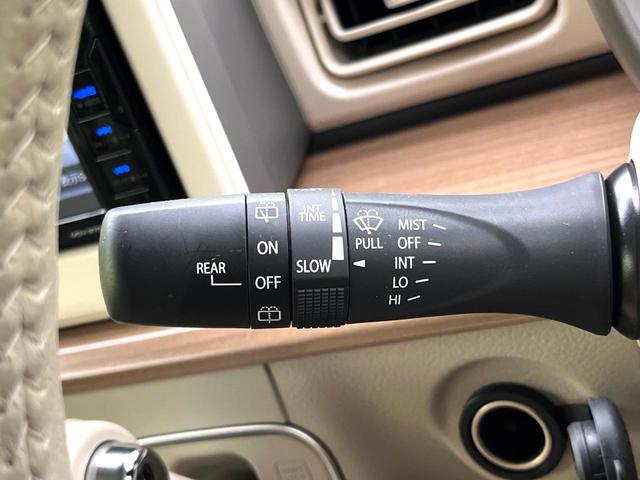 REAR
ON
OFF
INT
TIME
SLOW
PULL
MIST
OFF
INT
LO
HI